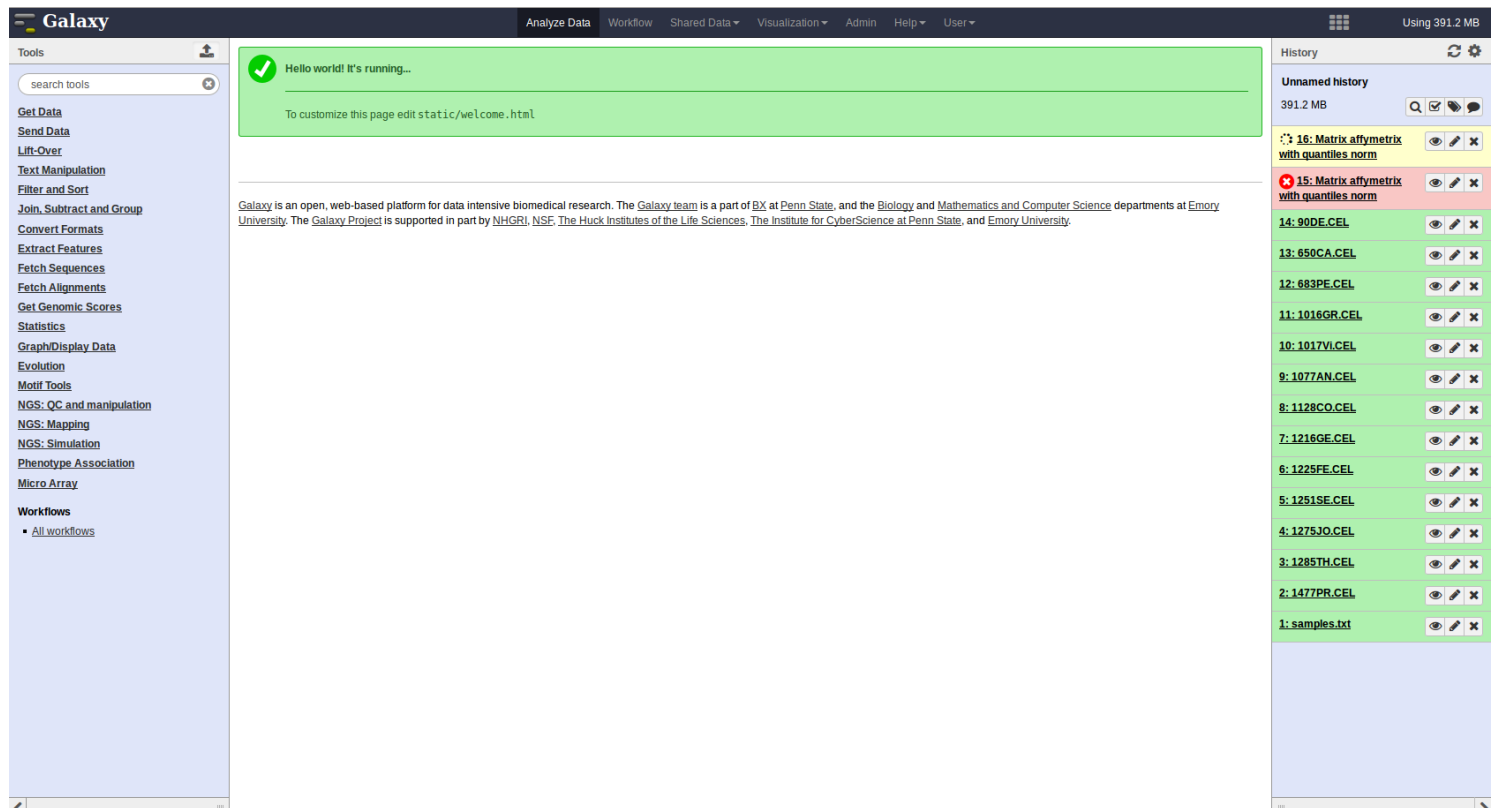 Galaxy
Analyze Data Workflow Shared Data Visualization Admin Help User Using 391.2 MB
Tools
search tools
Get Data
Send Data
Lift-Over
Text Manipulation
Filter and Sort
Join, Subtract and Group
Convert Formats
Extract Features
Fetch Sequences
Fetch Alignments
Get Genomic Scores
Statistics
Graph/Display Data
Evolution
Motif Tools
NGS: QC and manipulation
NGS: Mapping
NGS: Simulation
Phenotype Association
Micro Array
Workflows
All workflows
Hello world! It's running...
To customize this page edit static/welcome.html
Galaxy is an open, web-based platform for data intensive biomedical research. The Galaxy team is a part of BX at Penn State, and the Biology and Mathematics and Computer Science departments at Emory
University. The Galaxy Project is supported in part by NHGRI, NSF, The Huck Institutes of the Life Sciences, The Institute for CyberScience at Penn State, and Emory University.
History
Unnamed history
391.2 MB
16: Matrix affymetrix
with quantiles norm
15: Matrix affymetrix
with quantiles norm
14: 90DE.CEL
13: 650CA.CEL
12: 683PE.CEL
11: 1016GR.CEL
10: 1017Vi.CEL
9: 1077AN.CEL
8: 1128CO.CEL
7: 1216GE.CEL
6: 1225FE.CEL
5: 1251SE.CEL
4: 1275JO.CEL
3: 1285TH.CEL
2: 1477PR.CEL
1: samples.txt